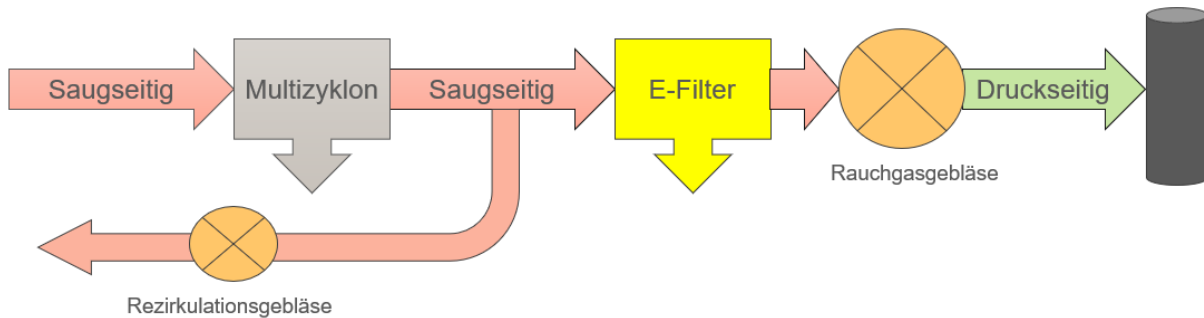 Saugseitig
Multizyklon
Saugseitig
E-Filter
Druckseitig
Rauchgasgebläse
Rezirkulationsgebläse